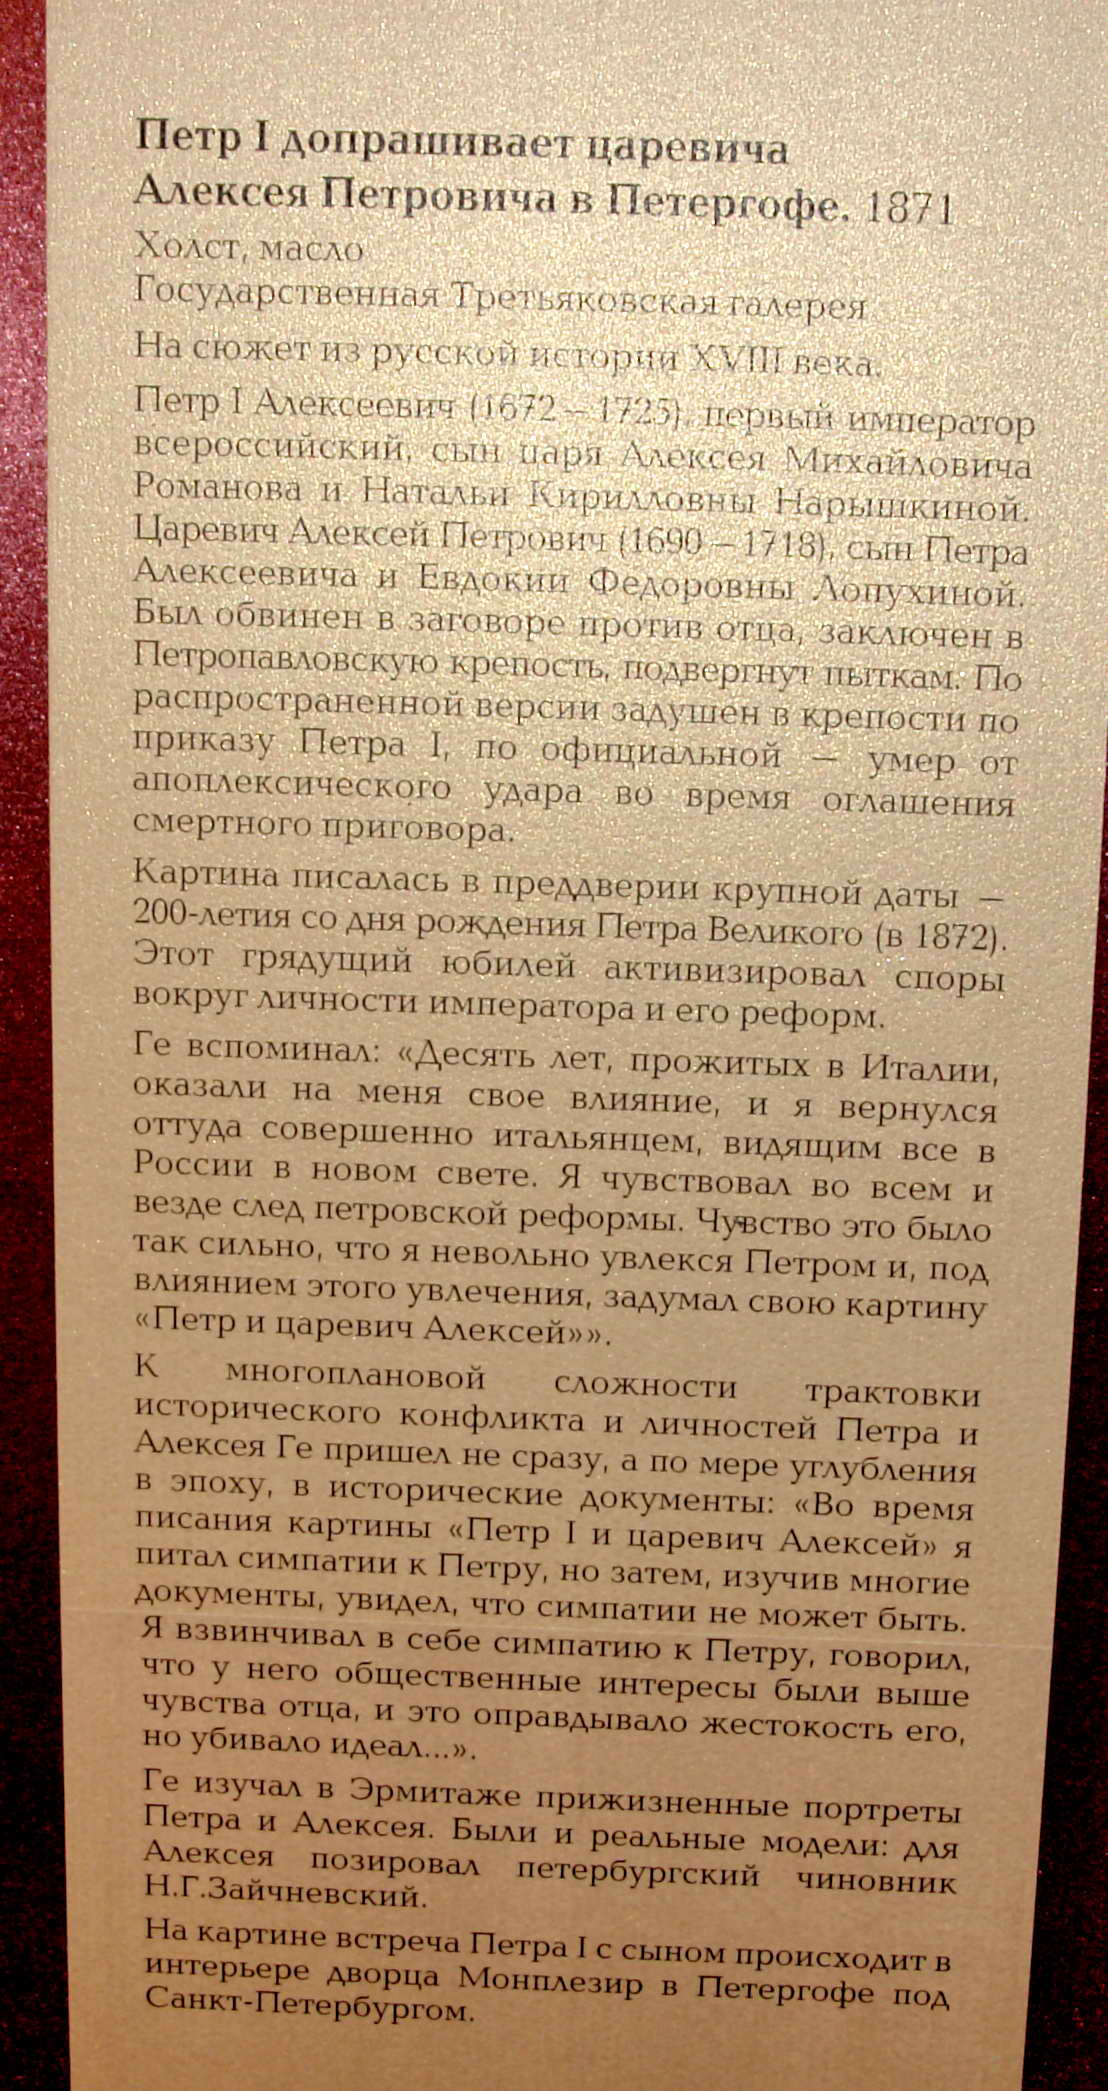 Петр I допрашивает царевича
Алексея Петровича в Петергофе. 1871
Холст, масло
Государственная Третьяковская галерея
На сюжет из русской истории XVIII века.
Петр I Алексеевич (1672 – 1725), первый император
всероссийский, сын царя Алексея Михайловича
Романова и Натальи Кирилловны Нарышкиной.
Царевич Алексей Петрович (1690 – 1718), сын Петра
Алексеевича и Евдокии Федоровны Лопухиной.
Был обвинен в заговоре против отца, заключен в
Петропавловскую крепость, подвергнут пыткам. По
распространенной версии задушен в крепости по
приказу Петра I, по официальной – умер от
апоплексического удара во время оглашения
смертного приговора.
Картина писалась в преддверии крупной даты –
200-летия со дня рождения Петра Великого (в 1872).
Этот грядущий юбилей активизировал споры
вокруг личности императора и его реформ.
Ге вспоминал: «Десять лет, прожитых в Италии,
оказали на меня свое влияние, и я вернулся
оттуда совершенно итальянцем, видящим все в
России в новом свете. Я чувствовал во всем и
везде след петровской реформы. Чувство это было
так сильно, что я невольно увлекся Петром и, под
влиянием этого увлечения, задумал свою картину
«Петр и царевич Алексей»».
К многоплановой сложности трактовки
исторического конфликта и личностей Петра и
Алексея Ге пришел не сразу, а по мере углубления
в эпоху, в исторические документы: «Во время
писания картины «Петр I и царевич Алексей» я
питал симпатии к Петру, но затем, изучив многие
документы, увидел, что симпатии не может быть.
Я взвинчивал в себе симпатию к Петру, говорил,
что у него общественные интересы были выше
чувства отца, и это оправдывало жестокость его,
но убивало идеал...».
Ге изучал в Эрмитаже прижизненные портреты
Петра и Алексея. Были и реальные модели: для
Алексея позировал петербургский чиновник
Н.Г.Зайчневский.
На картине встреча Петра I с сыном происходит в
интерьере дворца Монплезир в Петергофе под
Санкт-Петербургом.